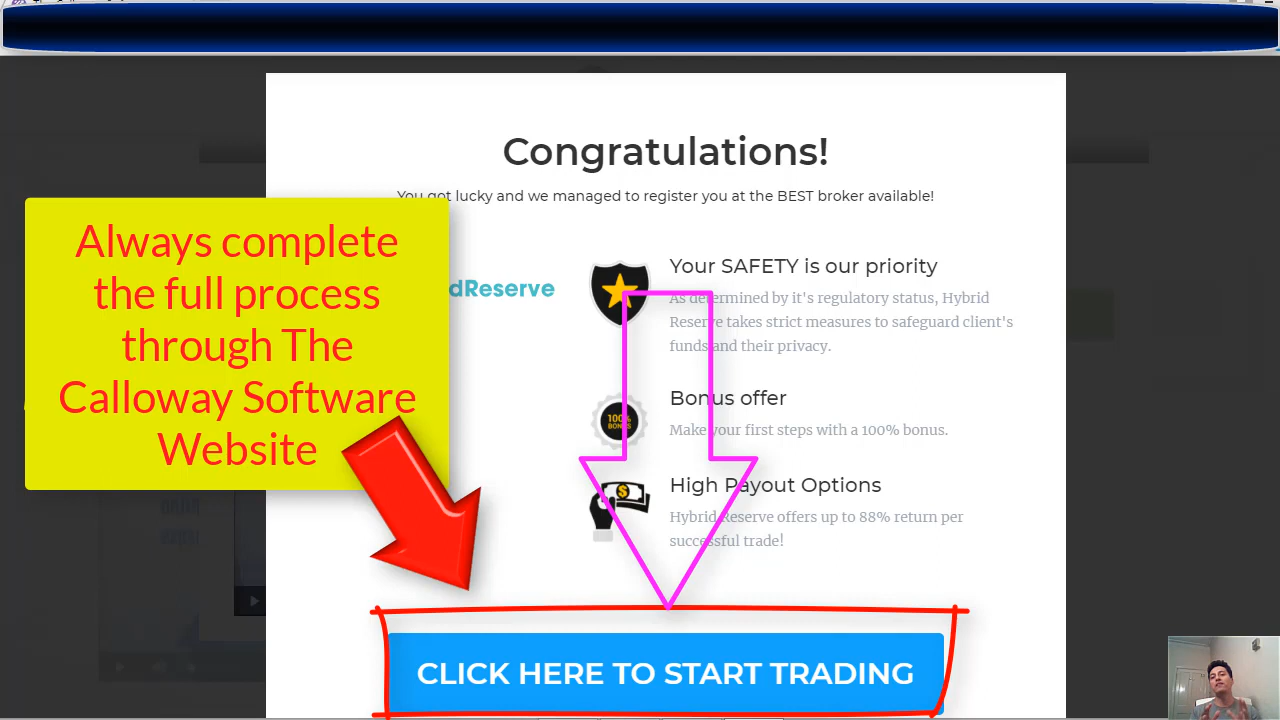 Congratulations!
You got lucky and we managed to register you at the BEST broker available!
Always complete
the full process
through The
Calloway Software
Website
dReserve
Your SAFETY is our priority
As determined by it's regulatory status, Hybrid
Reserve takes strict measures to safeguard client's
funds and their privacy.
100%
BONUS
Bonus offer
Make your first steps with a 100% bonus.
High Payout Options
Hybrid Reserve offers up to 88% return per
successful trade!
CLICK HERE TO START TRADING